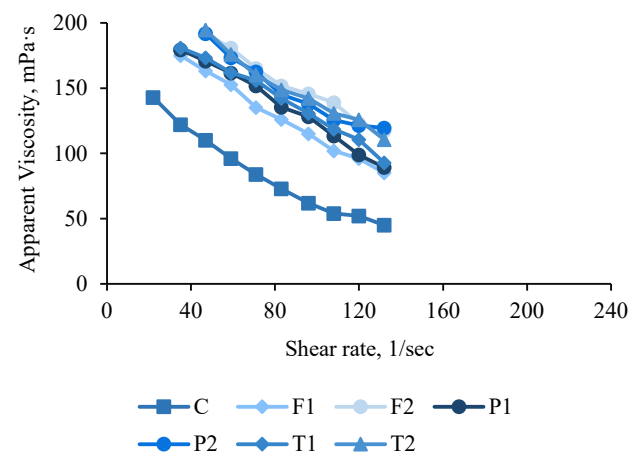 200
150
100
50
0
Apparent Viscosity, mPa·s
0 40 80 120 160 200 240
Shear rate, 1/sec
C F1 F2 P1
P2 T1 T2